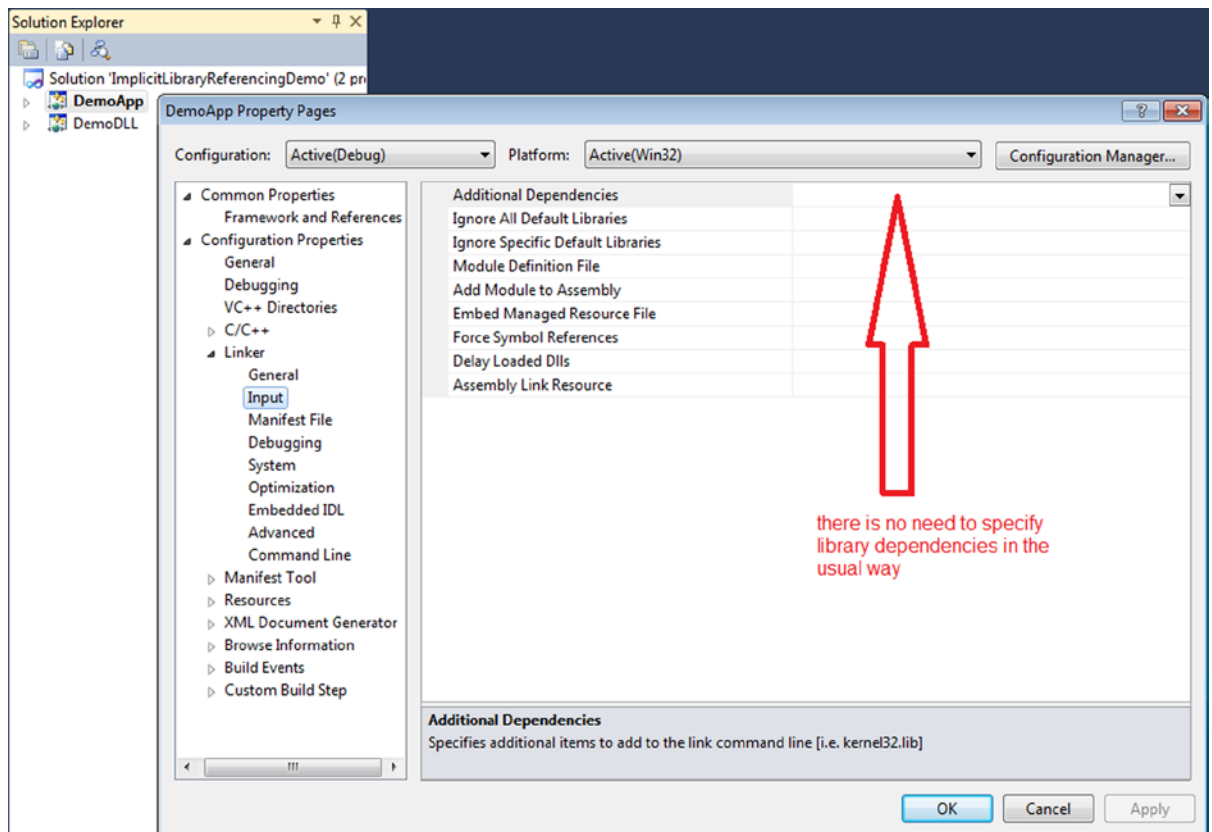 Solution Explorer
Solution 'ImplicitLibraryReferencingDemo' (2 pr
DemoApp
DemoDLL
DemoApp Property Pages
Configuration: Active(Debug) Platform: Active(Win32) Configuration Manager...
Common Properties
Framework and References
Configuration Properties
General
Debugging
VC++ Directories
C/C++
Linker
General
Input
Manifest File
Debugging
System
Optimization
Embedded IDL
Advanced
Command Line
Manifest Tool
Resources
XML Document Generator
Browse Information
Build Events
Custom Build Step
Additional Dependencies
Ignore All Default Libraries
Ignore Specific Default Libraries
Module Definition File
Add Module to Assembly
Embed Managed Resource File
Force Symbol References
Delay Loaded Dlls
Assembly Link Resource
there is no need to specify
library dependencies in the
usual way
Additional Dependencies
Specifies additional items to add to the link command line [i.e. kernel32.lib]
OK Cancel Apply